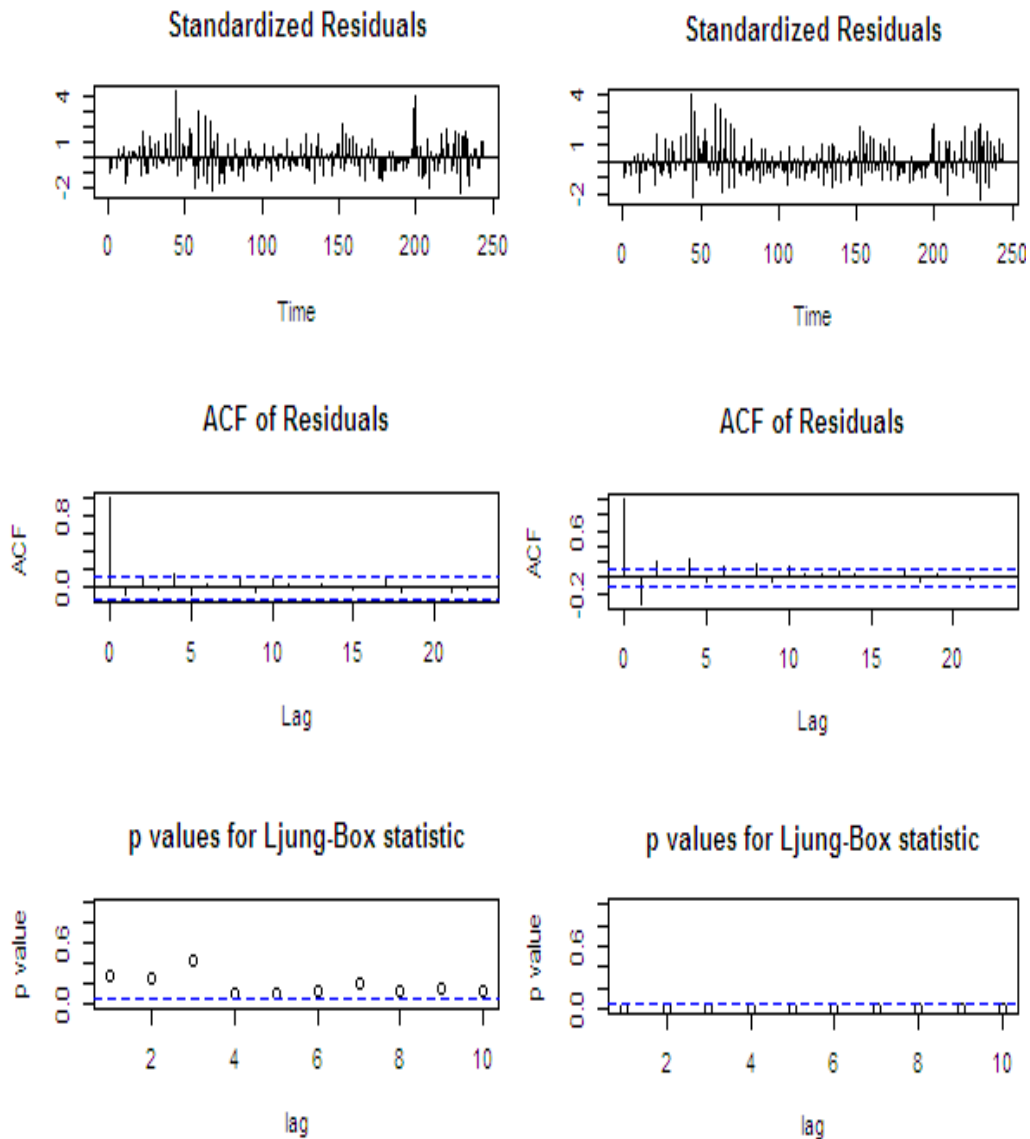 Standardized Residuals
4
1
-2
0 50 100 150 200 250
Time
ACF of Residuals
ACF
0.8
0.0
0 5 10 15 20
Lag
p values for Ljung-Box statistic
p value
0.6
0.0
2 4 6 8 10
lag
Standardized Residuals
4
1
-2
0 50 100 150 200 250
Time
ACF of Residuals
ACF
0.6
-0.2
0 5 10 15 20
Lag
p values for Ljung-Box statistic
p value
0.6
0.0
2 4 6 8 10
lag